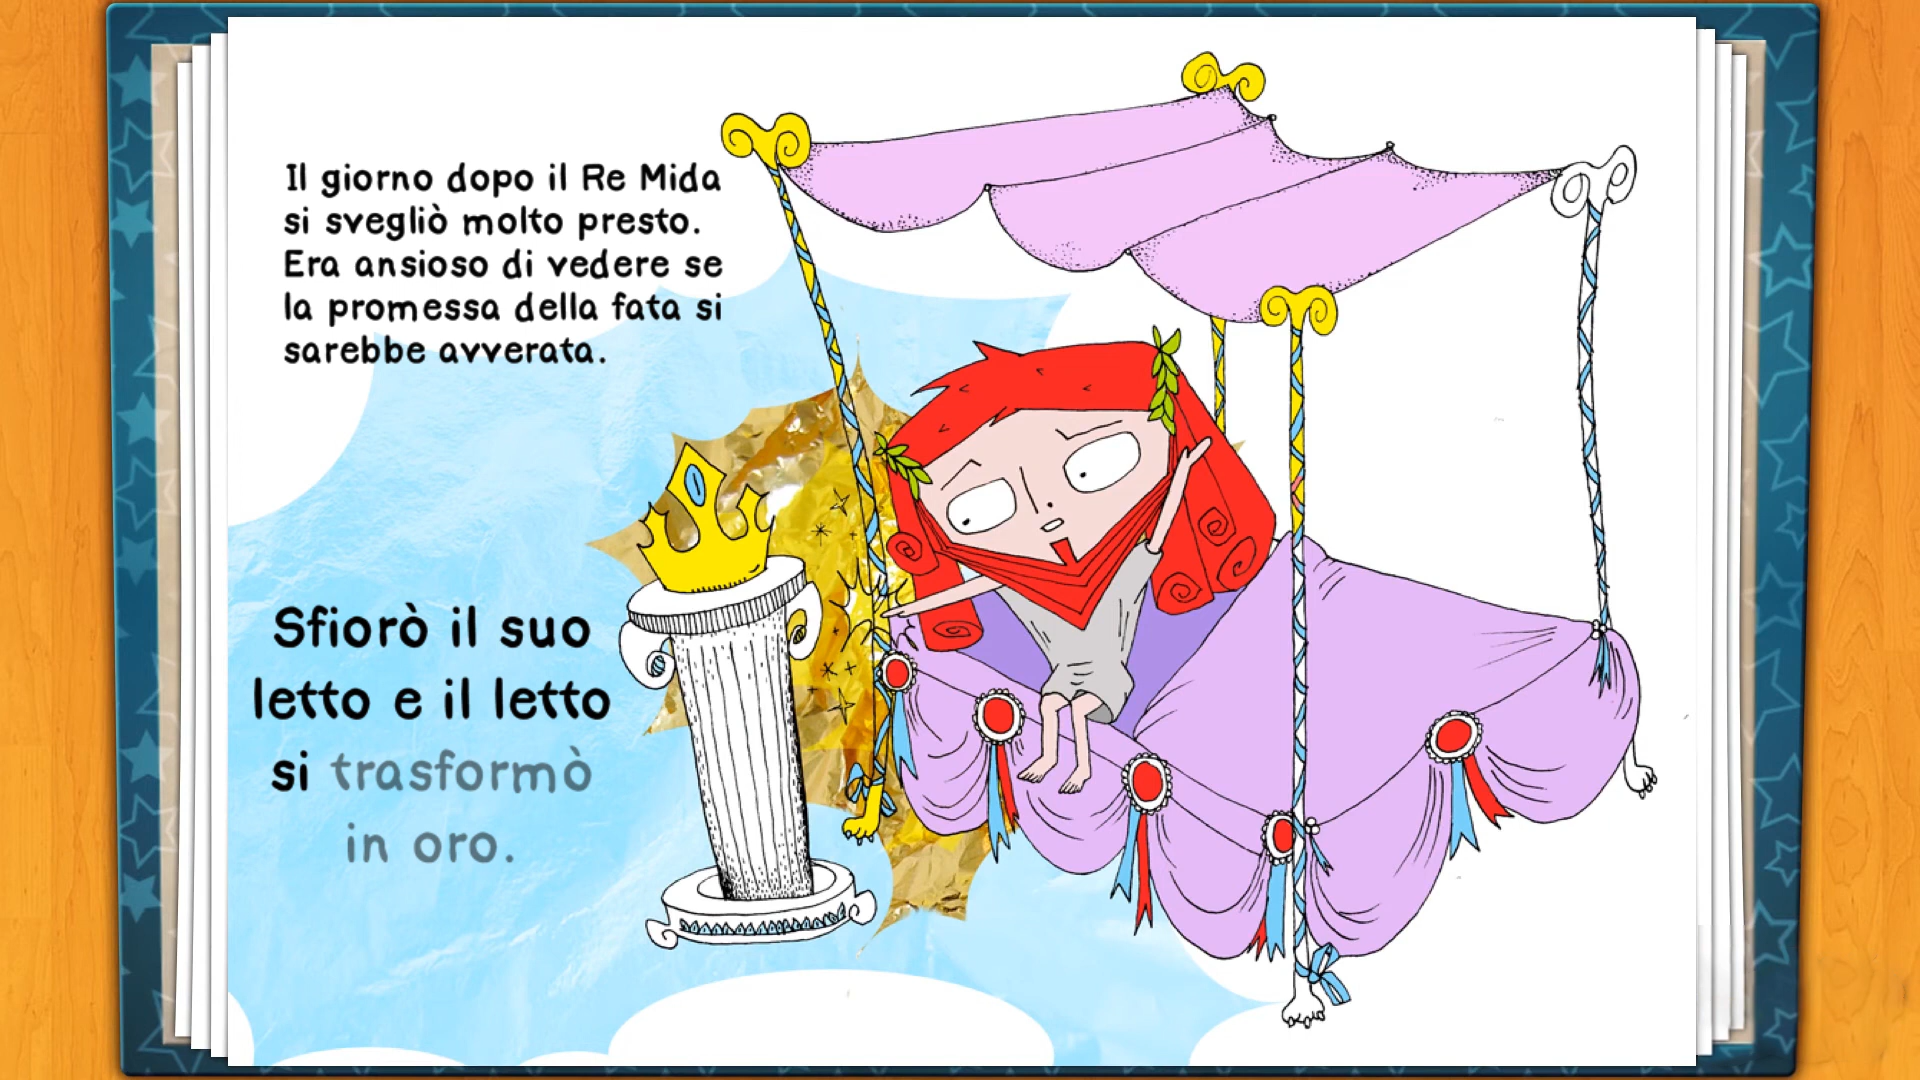 Il giorno dopo il Re Mida
si svegliò molto presto.
Era ansioso di vedere se
la promessa della fata si
sarebbe avverata.
Sfiorò il suo
letto e il letto
si trasformò
in oro.